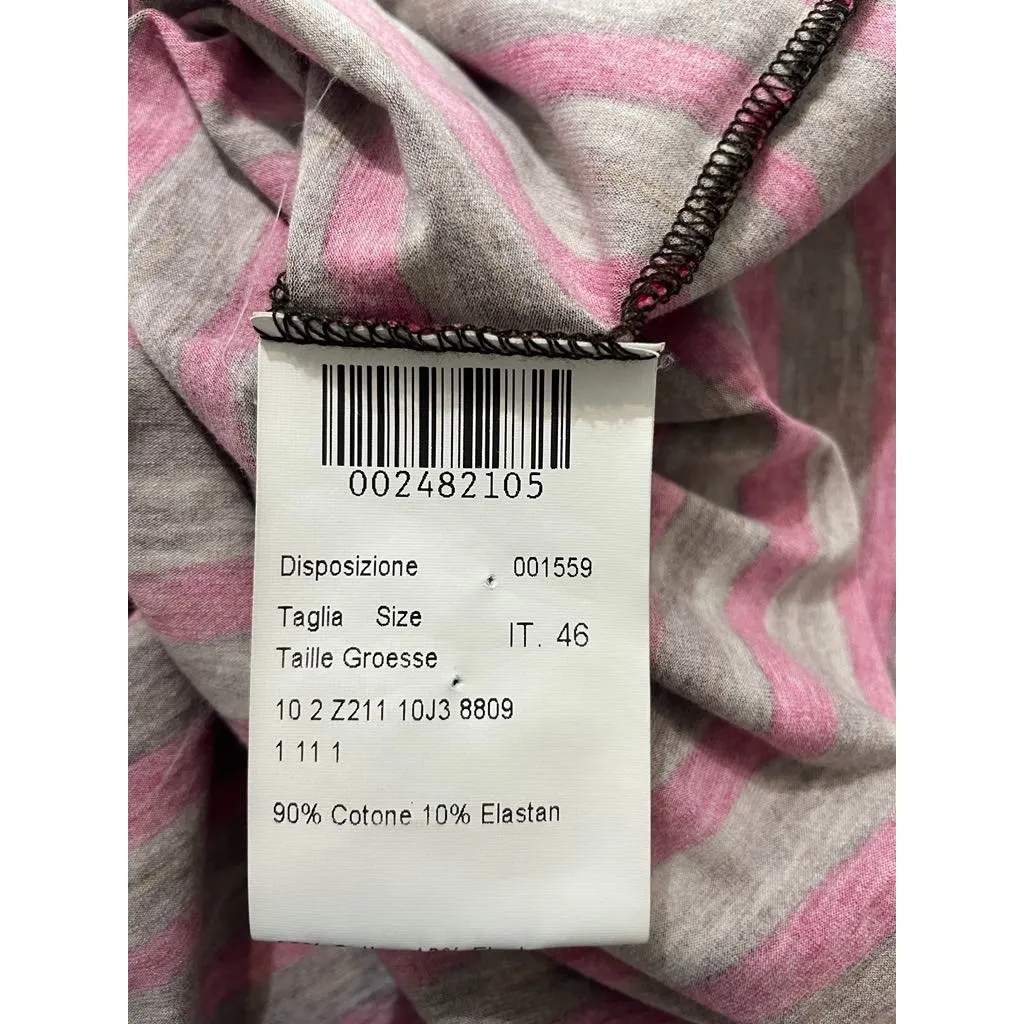 002482105
Disposizione 001559
Taglia Size
IT. 46
Taille Groesse
10 2 Z211 10J3 8809
1 11 1
90% Cotone 10% Elastan